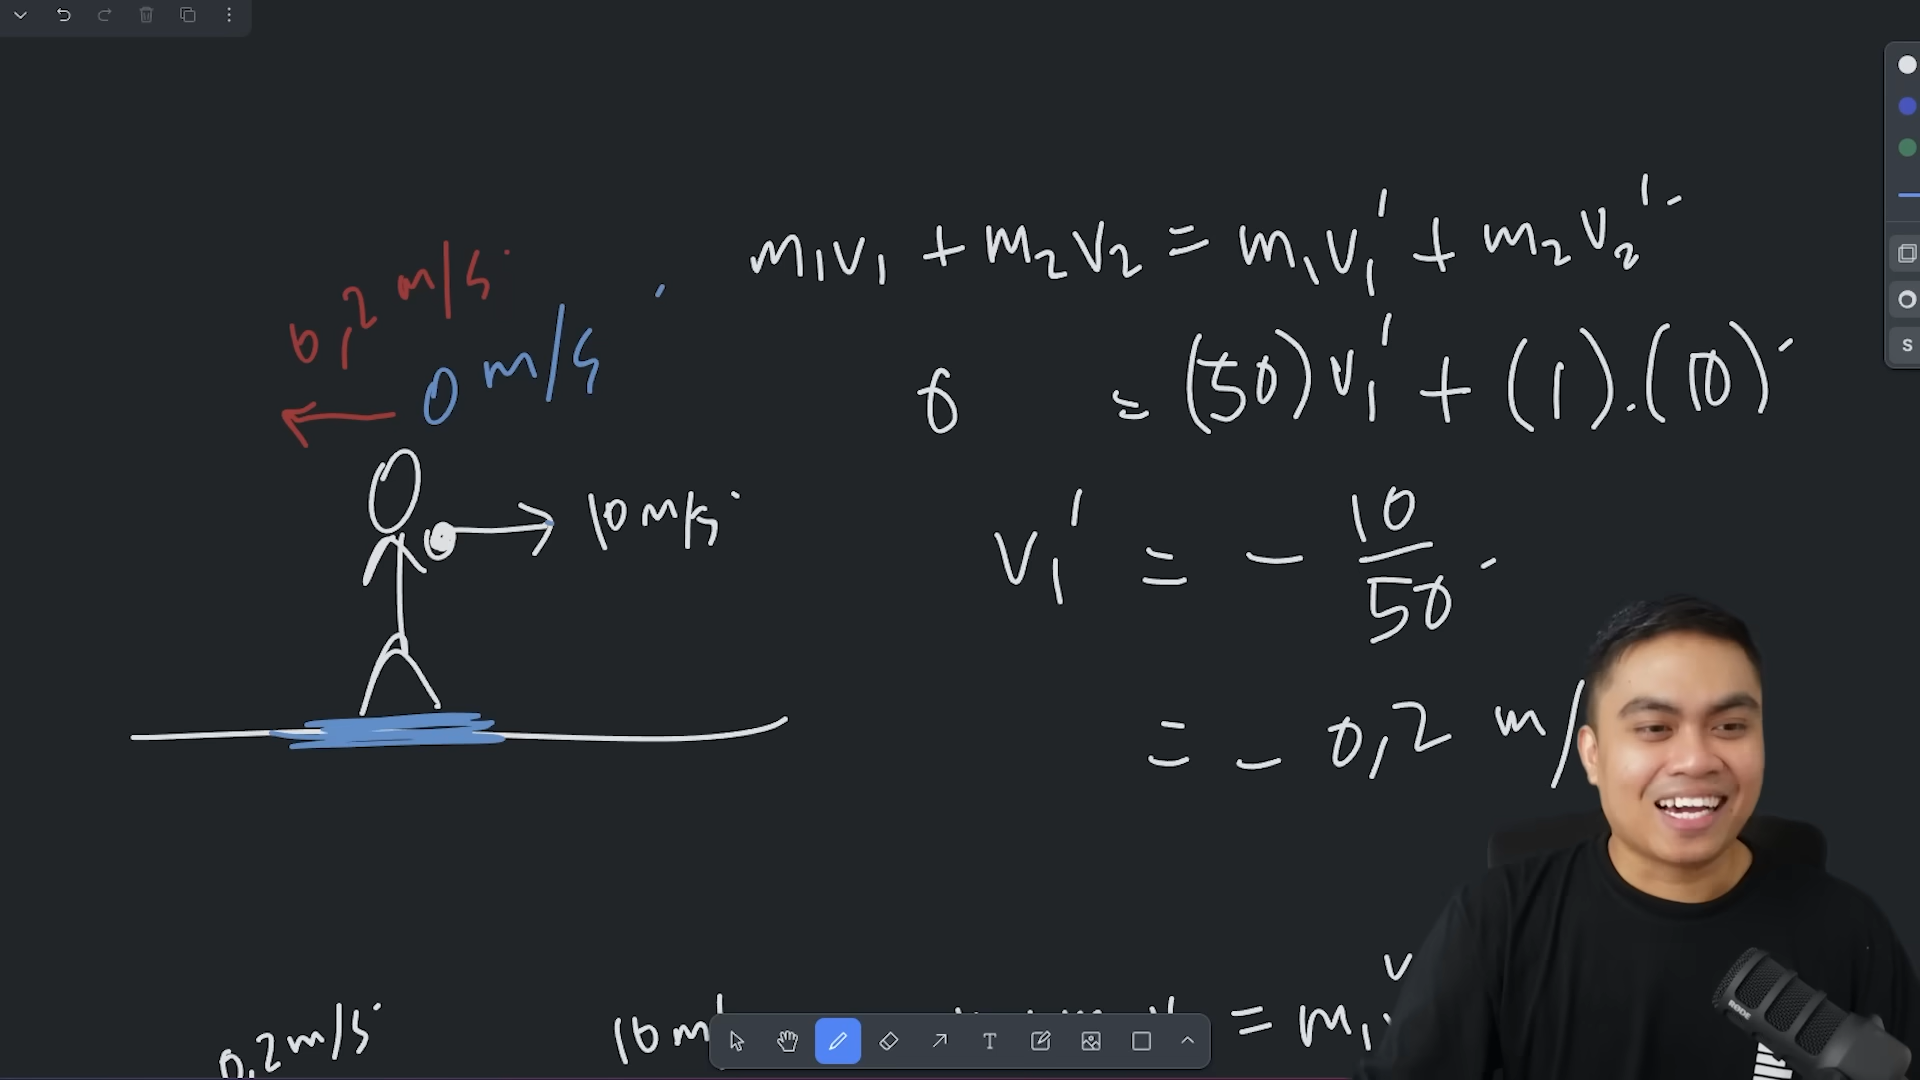 m₁v₁ + m₂v₂ = m₁v₁' + m₂v₂'
0,2 m/s
0 m/s
0 = (50)v₁' + (1).(10)
10 m/s
v₁' = - 10/50
= - 0,2 m/
0,2 m/s
10 m/
= m₁
v
T
S
RØDE